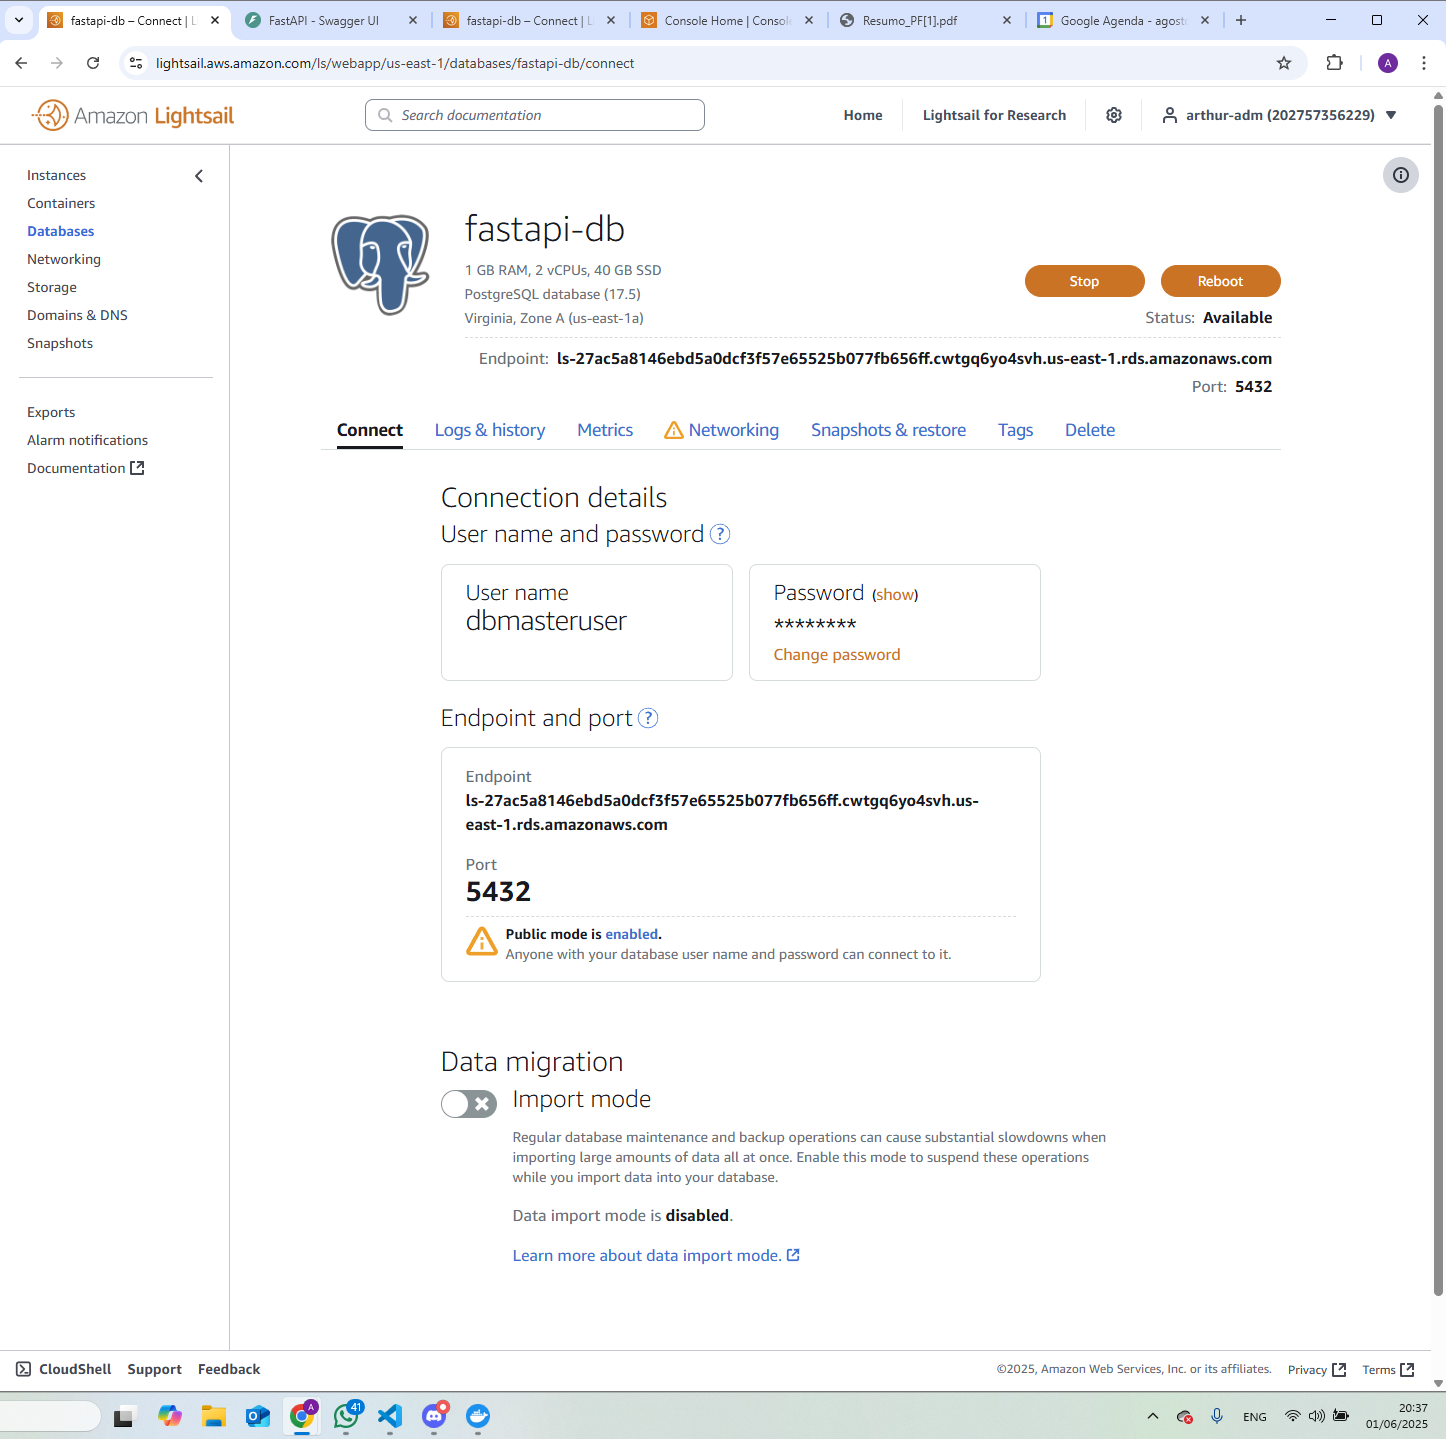 fastapi-db – Connect | L
FastAPI - Swagger UI
fastapi-db – Connect | L
Console Home | Consol
Resumo_PF[1].pdf
Google Agenda - agost
lightsail.aws.amazon.com/ls/webapp/us-east-1/databases/fastapi-db/connect
A
Amazon Lightsail
Search documentation
Home
Lightsail for Research
arthur-adm (202757356229)
Instances
Containers
Databases
Networking
Storage
Domains & DNS
Snapshots
Exports
Alarm notifications
Documentation
fastapi-db
1 GB RAM, 2 vCPUs, 40 GB SSD
PostgreSQL database (17.5)
Virginia, Zone A (us-east-1a)
Stop
Reboot
Status: Available
Endpoint: ls-27ac5a8146ebd5a0dcf3f57e65525b077fb656ff.cwtgq6yo4svh.us-east-1.rds.amazonaws.com
Port: 5432
Connect
Logs & history
Metrics
Networking
Snapshots & restore
Tags
Delete
Connection details
User name and password
User name
dbmasteruser
Password (show)
********
Change password
Endpoint and port
Endpoint
ls-27ac5a8146ebd5a0dcf3f57e65525b077fb656ff.cwtgq6yo4svh.us-
east-1.rds.amazonaws.com
Port
5432
Public mode is enabled.
Anyone with your database user name and password can connect to it.
Data migration
Import mode
Regular database maintenance and backup operations can cause substantial slowdowns when
importing large amounts of data all at once. Enable this mode to suspend these operations
while you import data into your database.
Data import mode is disabled.
Learn more about data import mode.
CloudShell
Support
Feedback
©2025, Amazon Web Services, Inc. or its affiliates.
Privacy
Terms
A
41
ENG
20:37
01/06/2025